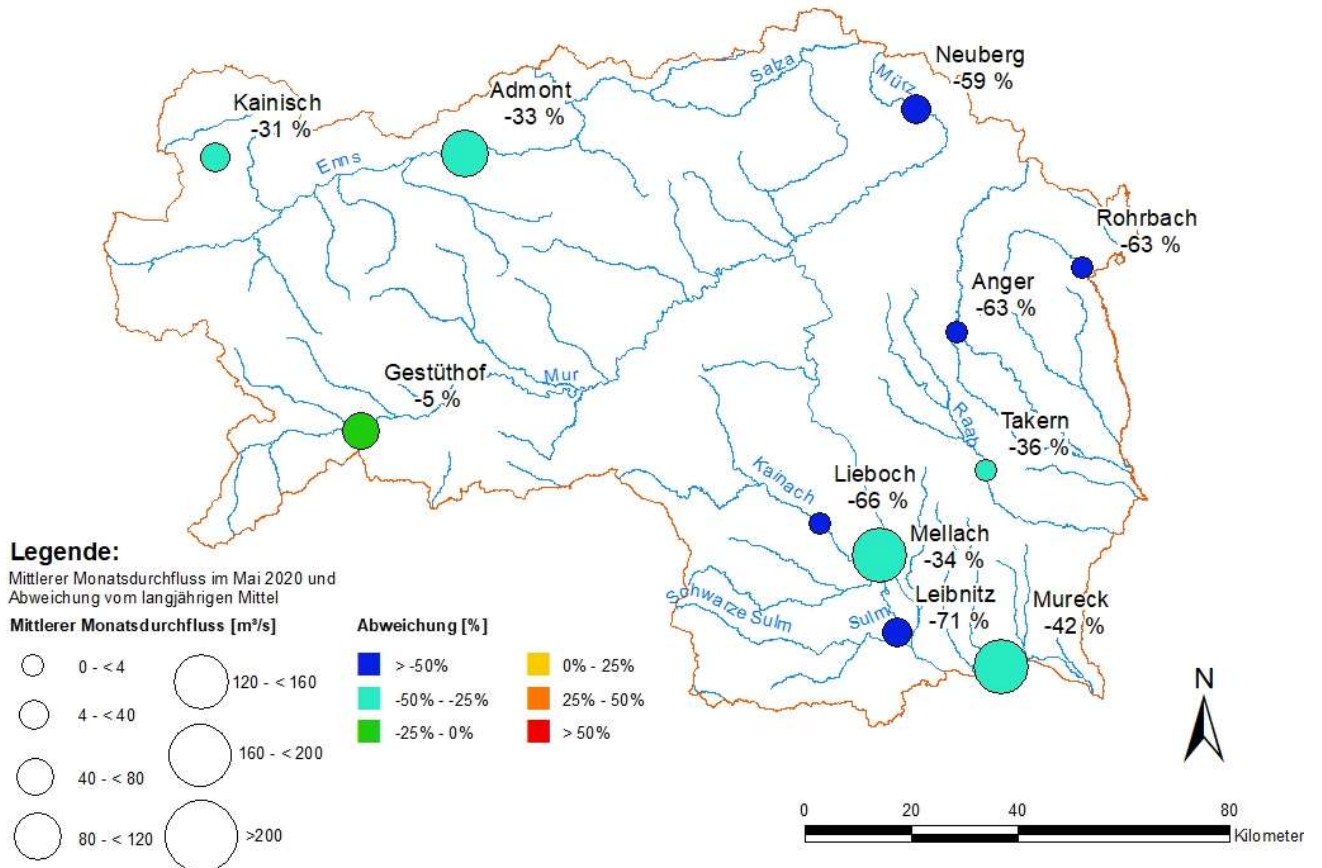 Neuberg
-59 %
Salza
Mürz
Kainisch
-31 %
Admont
-33 %
Enns
Rohrbach
-63 %
Anger
-63 %
Gestüthof
-5 %
Mur
Raab
Takern
-36 %
Kainach
Lieboch
-66 %
Mellach
-34 %
Schwarze Sulm
Sulm
Leibnitz
-71 %
Mureck
-42 %
Legende:
Mittlerer Monatsdurchfluss im Mai 2020 und
Abweichung vom langjährigen Mittel
Mittlerer Monatsdurchfluss [m³/s]
0 - <4
4 - <40
40 - < 80
80 - < 120
120 - < 160
160 - < 200
>200
Abweichung [%]
> -50%
-50% - -25%
-25% - 0%
0% - 25%
25% - 50%
> 50%
N
0 20 40 80
Kilometer